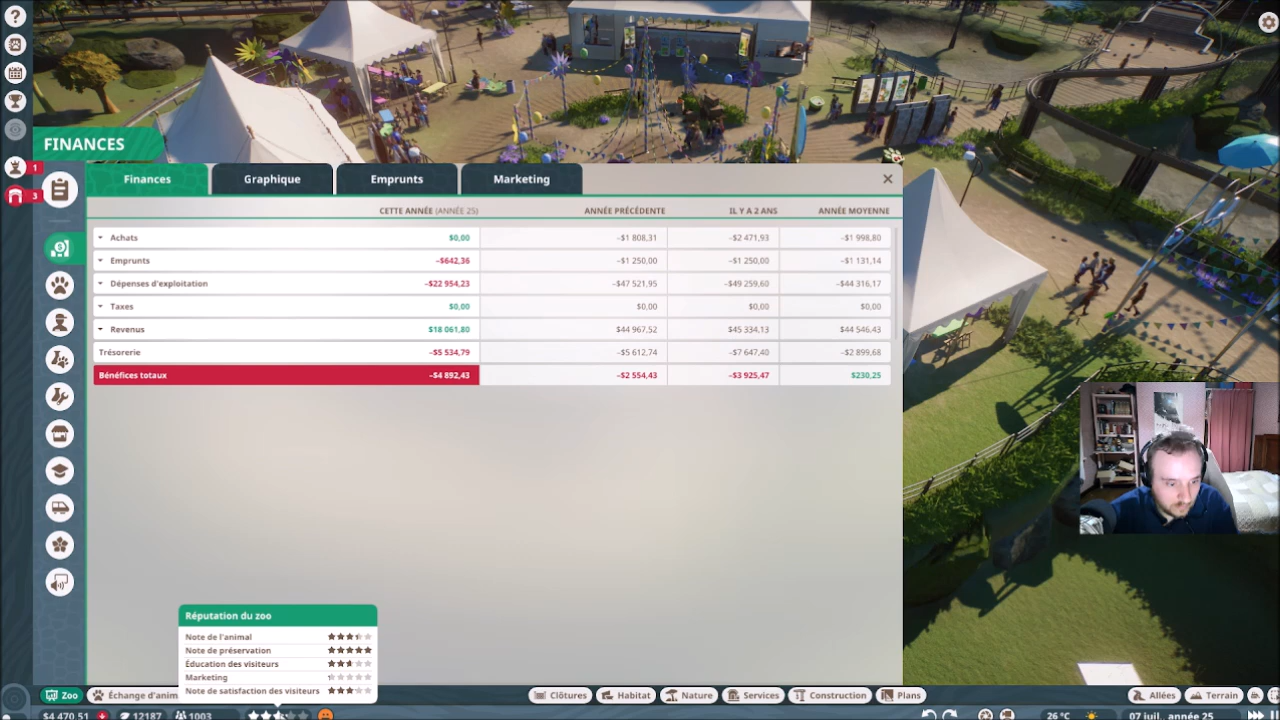 ?
FINANCES
1
3
Finances
Graphique
Emprunts
Marketing
CETTE ANNÉE (ANNÉE 25)
ANNÉE PRÉCÉDENTE
IL Y A 2 ANS
ANNÉE MOYENNE
Achats $0,00 -$1 808,31 -$2 471,93 -$1 998,80
Emprunts -$642,36 -$1 250,00 -$1 250,00 -$1 131,14
Dépenses d'exploitation -$22 954,23 -$47 521,95 -$49 259,60 -$44 316,17
Taxes $0,00 $0,00 $0,00 $0,00
Revenus $18 061,80 $44 967,52 $45 334,13 $44 546,43
Trésorerie -$5 534,79 -$5 612,74 -$7 647,40 -$2 899,68
Bénéfices totaux -$4 892,43 -$2 554,43 -$3 925,47 $230,25
Réputation du zoo
Note de l'animal
Note de préservation
Éducation des visiteurs
Marketing
Note de satisfaction des visiteurs
Zoo
Échange d'anim
Clôtures
Habitat
Nature
Services
Construction
Plans
Allées
Terrain
$4 470,51
12187
1003
26 °C
07 juil., année 25